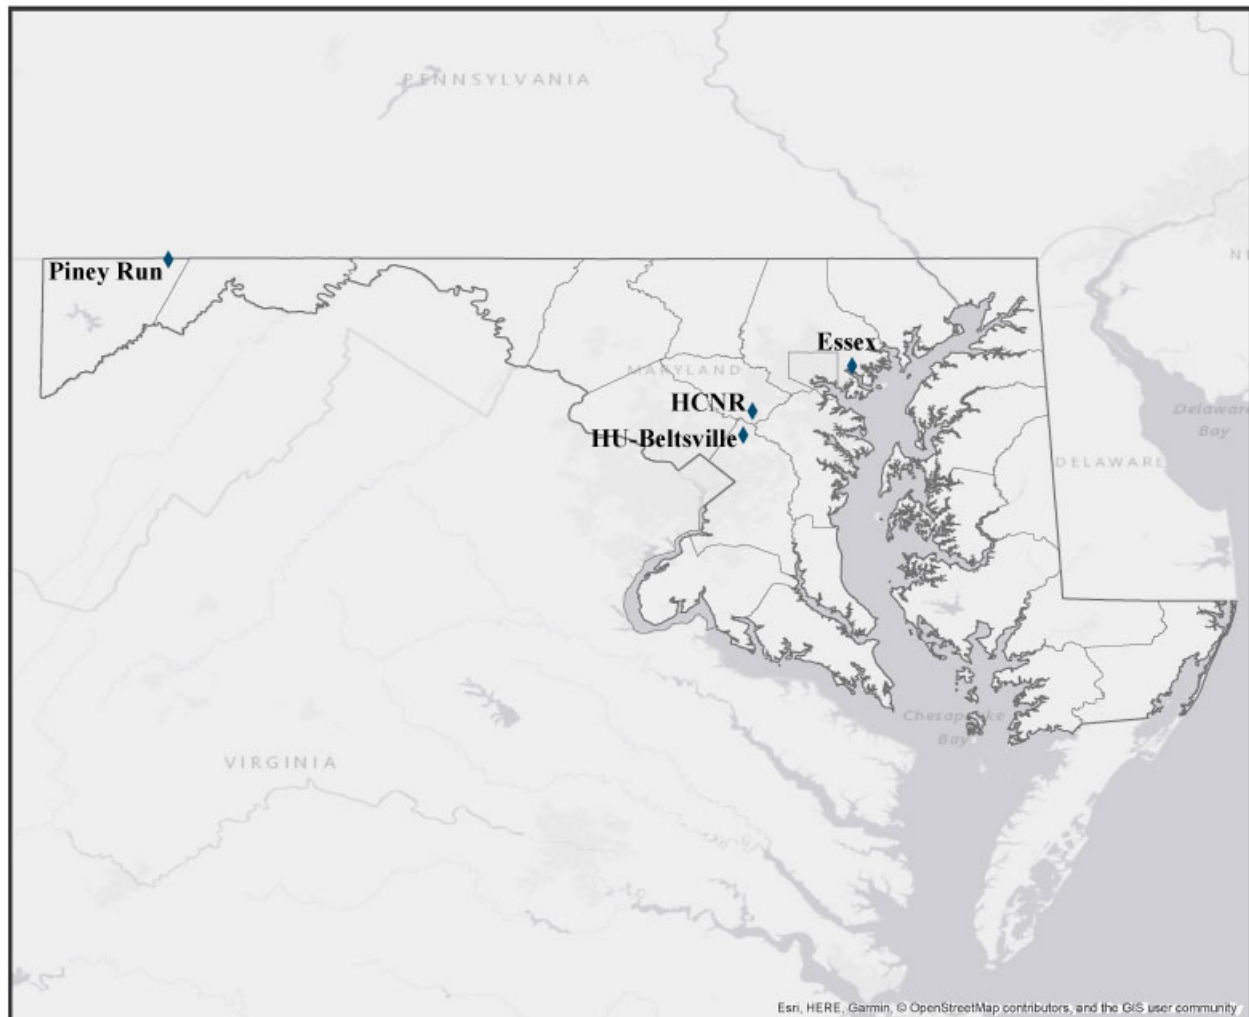 PENNSYLVANIA
Piney Run
Essex
MARYLAND
HCNR
HU-Beltsville
Delaware
Bay
DELAWARE
Chesapeake
Bay
VIRGINIA
Esri, HERE, Garmin, © OpenStreetMap contributors, and the GIS user community